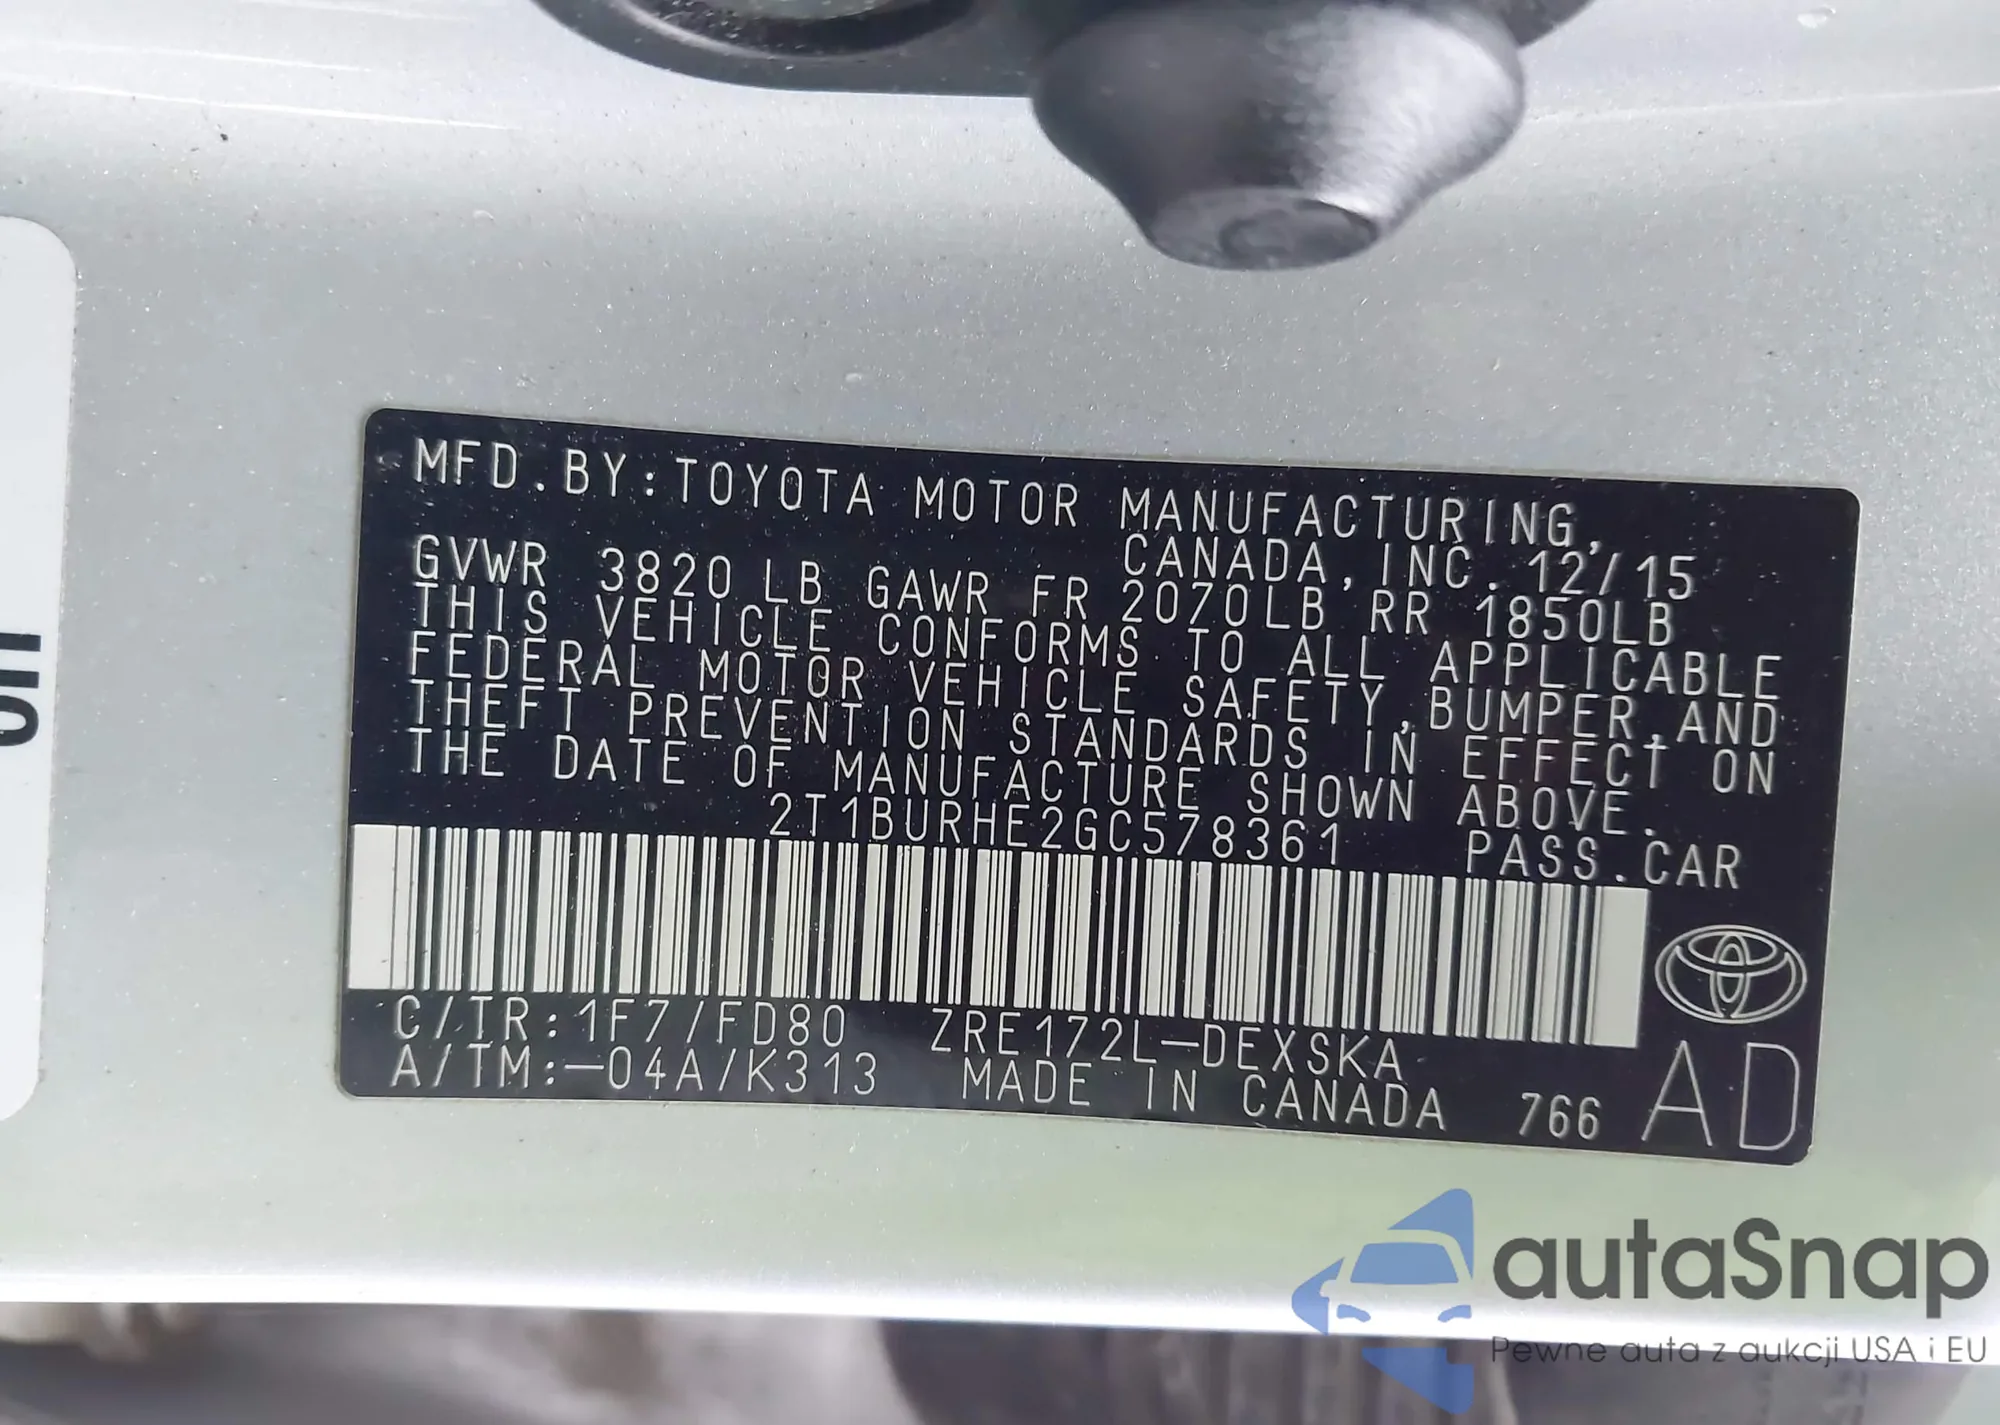 MFD.BY:TOYOTA MOTOR MANUFACTURING,
CANADA,INC. 12/15
GVWR 3820 LB GAWR FR 2070LB RR 1850LB
THIS VEHICLE CONFORMS TO ALL APPLICABLE
FEDERAL MOTOR VEHICLE SAFETY,BUMPER,AND
THEFT PREVENTION STANDARDS IN EFFECT ON
THE DATE OF MANUFACTURE SHOWN ABOVE.
2T1BURHE2GC578361 PASS.CAR
C/TR:1F7/FD80 ZRE172L-DEXSKA
A/TM:-04A/K313 MADE IN CANADA 766 AD
autaSnap
Pewne auta z aukcji USA i EU